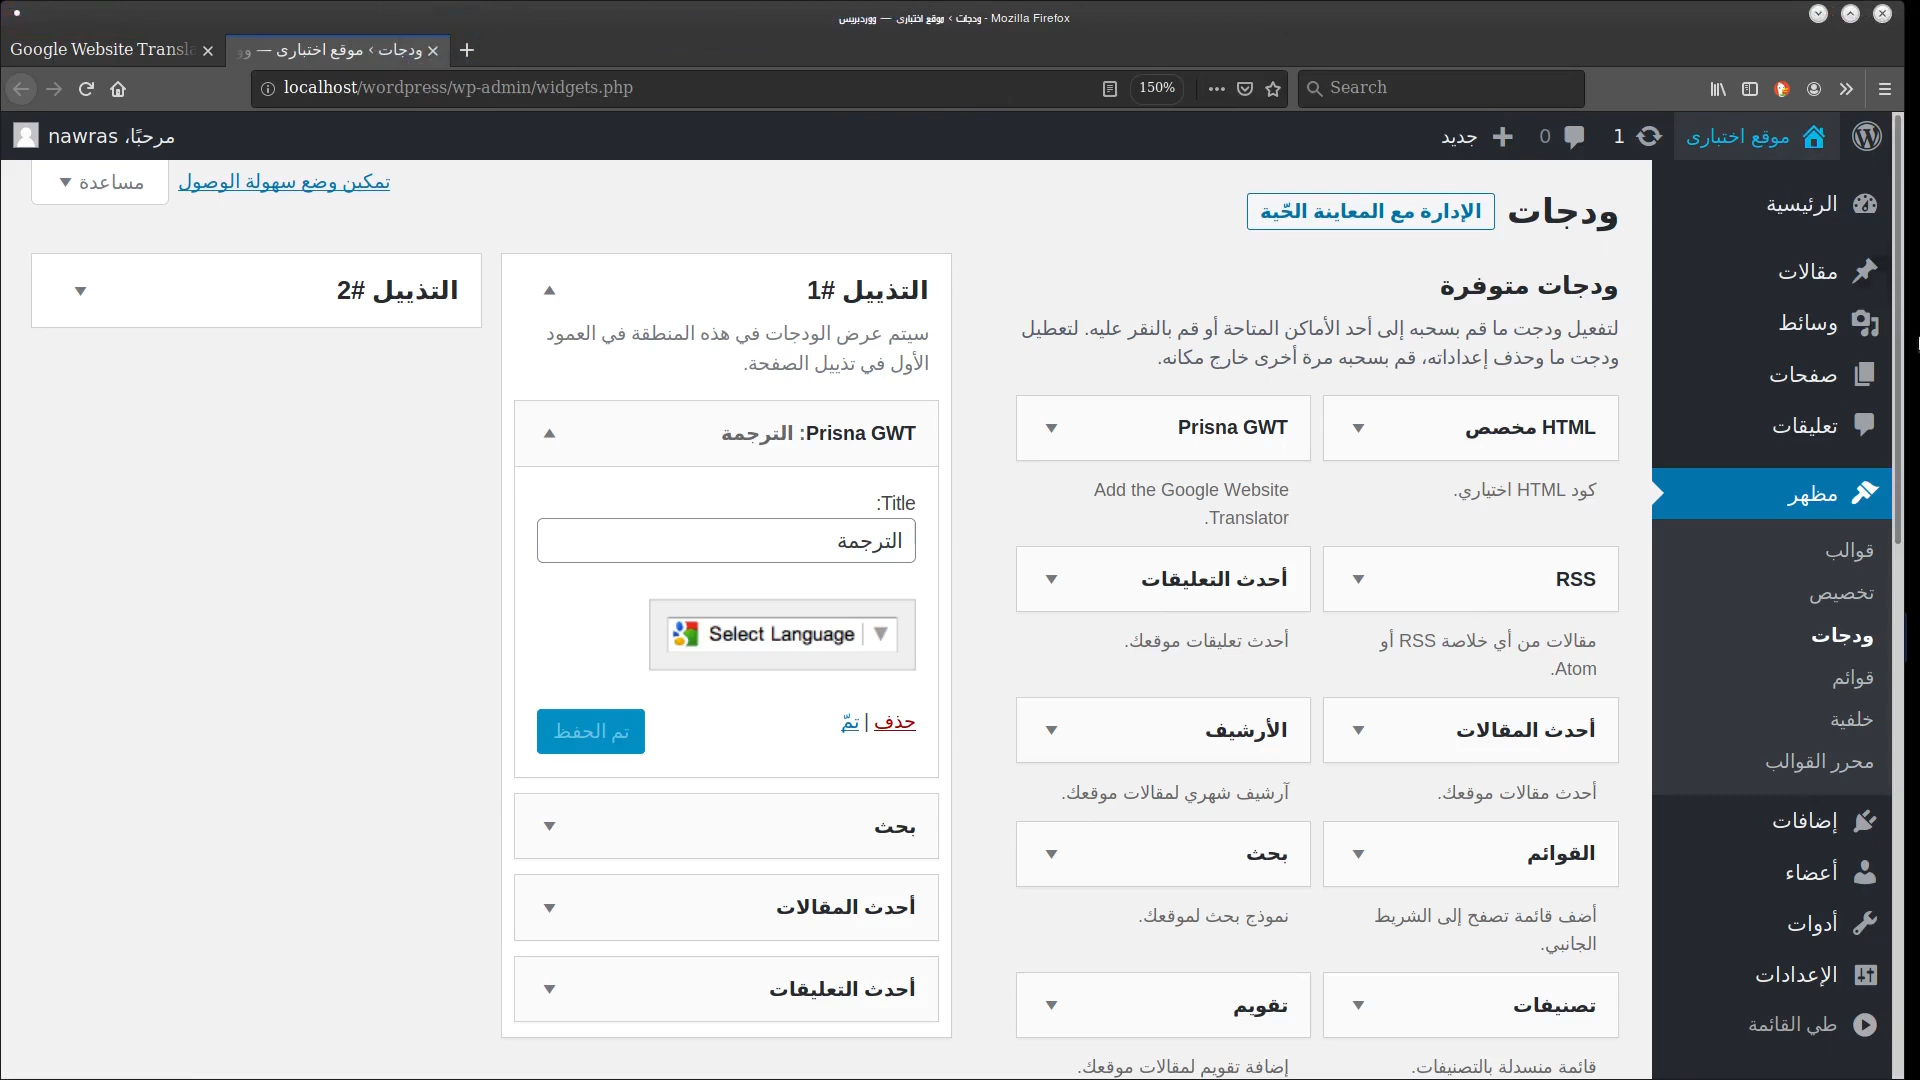 ودجات ‹ موقع اختبارى — ووردبريس - Mozilla Firefox
Google Website Transla
ودجات ‹ موقع اختبارى — وو
localhost/wordpress/wp-admin/widgets.php
150%
Search
موقع اختبارى
1
0
جديد
مرحبًا، nawras
الرئيسية
مقالات
وسائط
صفحات
تعليقات
مظهر
قوالب
تخصيص
ودجات
قوائم
خلفية
محرر القوالب
إضافات
أعضاء
أدوات
الإعدادات
طي القائمة
تمكين وضع سهولة الوصول
مساعدة
ودجات
الإدارة مع المعاينة الحّية
ودجات متوفرة
لتفعيل ودجت ما قم بسحبه إلى أحد الأماكن المتاحة أو قم بالنقر عليه. لتعطيل
ودجت ما وحذف إعداداته، قم بسحبه مرة أخرى خارج مكانه.
HTML مخصص
كود HTML اختياري.
Prisna GWT
Add the Google Website
Translator.
RSS
مقالات من أي خلاصة RSS أو
Atom.
أحدث التعليقات
أحدث تعليقات موقعك.
أحدث المقالات
أحدث مقالات موقعك.
الأرشيف
آرشيف شهري لمقالات موقعك.
القوائم
أضف قائمة تصفح إلى الشريط
الجانبي.
بحث
نموذج بحث لموقعك.
تصنيفات
قائمة منسدلة بالتصنيفات.
تقويم
إضافة تقويم لمقالات موقعك.
التذييل #1
سيتم عرض الودجات في هذه المنطقة في العمود
الأول في تذييل الصفحة.
Prisna GWT: الترجمة
Title:
الترجمة
Select Language
حذف | تمّ
تم الحفظ
بحث
أحدث المقالات
أحدث التعليقات
التذييل #2